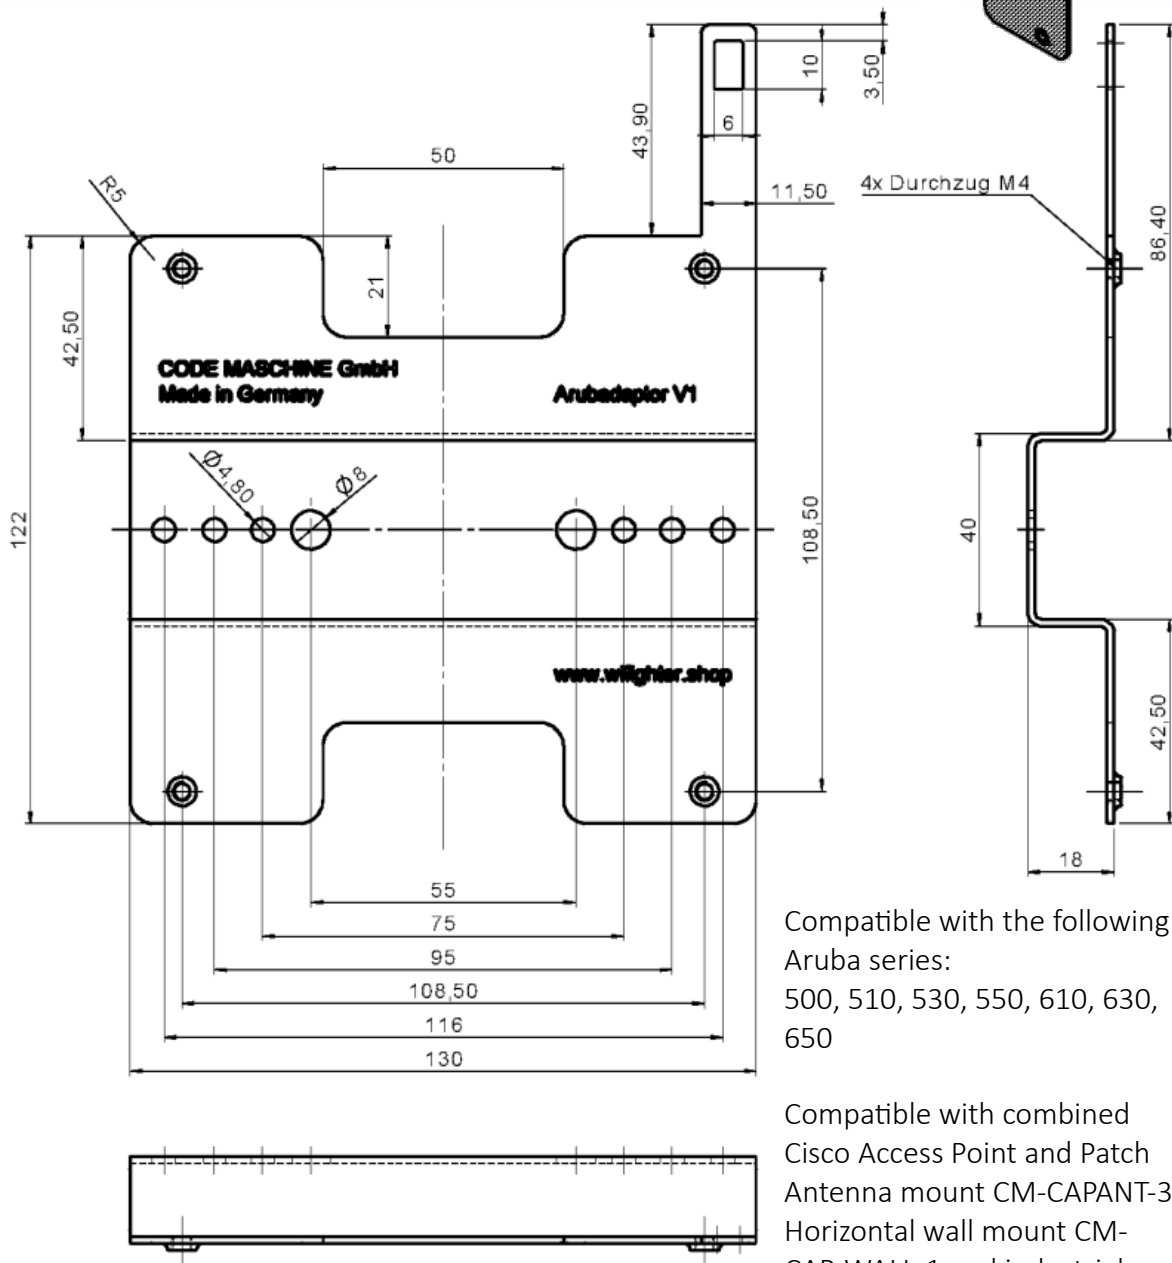 43,90
10
3,50
6
50
11,50
4x Durchzug M4
R5
86,40
21
42,50
CODE MASCHINE GmbH
Made in Germany
Arubadaptor V1
Ø4,80
Ø8
122
108,50
40
www.wifighter.shop
42,50
18
55
75
95
108,50
116
130
Compatible with the following
Aruba series:
500, 510, 530, 550, 610, 630,
650
Compatible with combined
Cisco Access Point and Patch
Antenna mount CM-CAPANT-3
Horizontal wall mount CM-